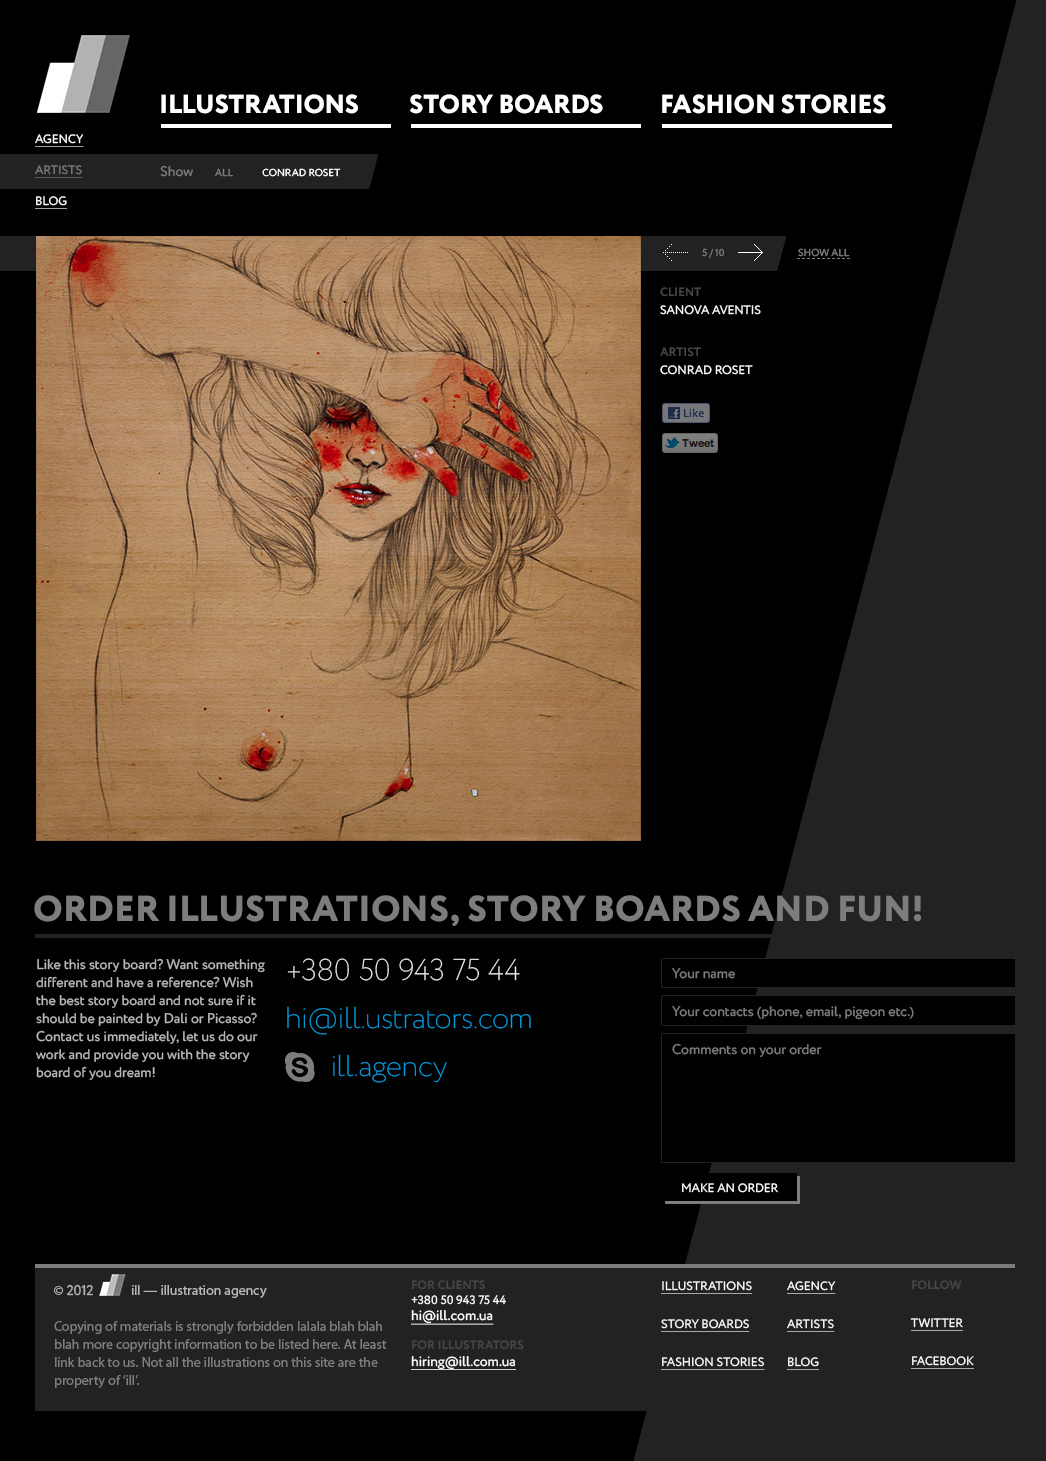 ILLUSTRATIONS
STORY BOARDS
FASHION STORIES
AGENCY
ARTISTS
Show ALL CONRAD ROSET
BLOG
5 / 10
SHOW ALL
CLIENT
SANOVA AVENTIS
ARTIST
CONRAD ROSET
Like
Tweet
ORDER ILLUSTRATIONS, STORY BOARDS AND FUN!
Like this story board? Want something
different and have a reference? Wish
the best story board and not sure if it
should be painted by Dali or Picasso?
Contact us immediately, let us do our
work and provide you with the story
board of you dream!
+380 50 943 75 44
hi@ill.ustrators.com
ill.agency
Your name
Your contacts (phone, email, pigeon etc.)
Comments on your order
MAKE AN ORDER
© 2012 ill — illustration agency
Copying of materials is strongly forbidden lalala blah blah
blah more copyright information to be listed here. At least
link back to us. Not all the illustrations on this site are the
property of ‘ill’.
FOR CLIENTS
+380 50 943 75 44
hi@ill.com.ua
FOR ILLUSTRATORS
hiring@ill.com.ua
ILLUSTRATIONS
STORY BOARDS
FASHION STORIES
AGENCY
ARTISTS
BLOG
FOLLOW
TWITTER
FACEBOOK